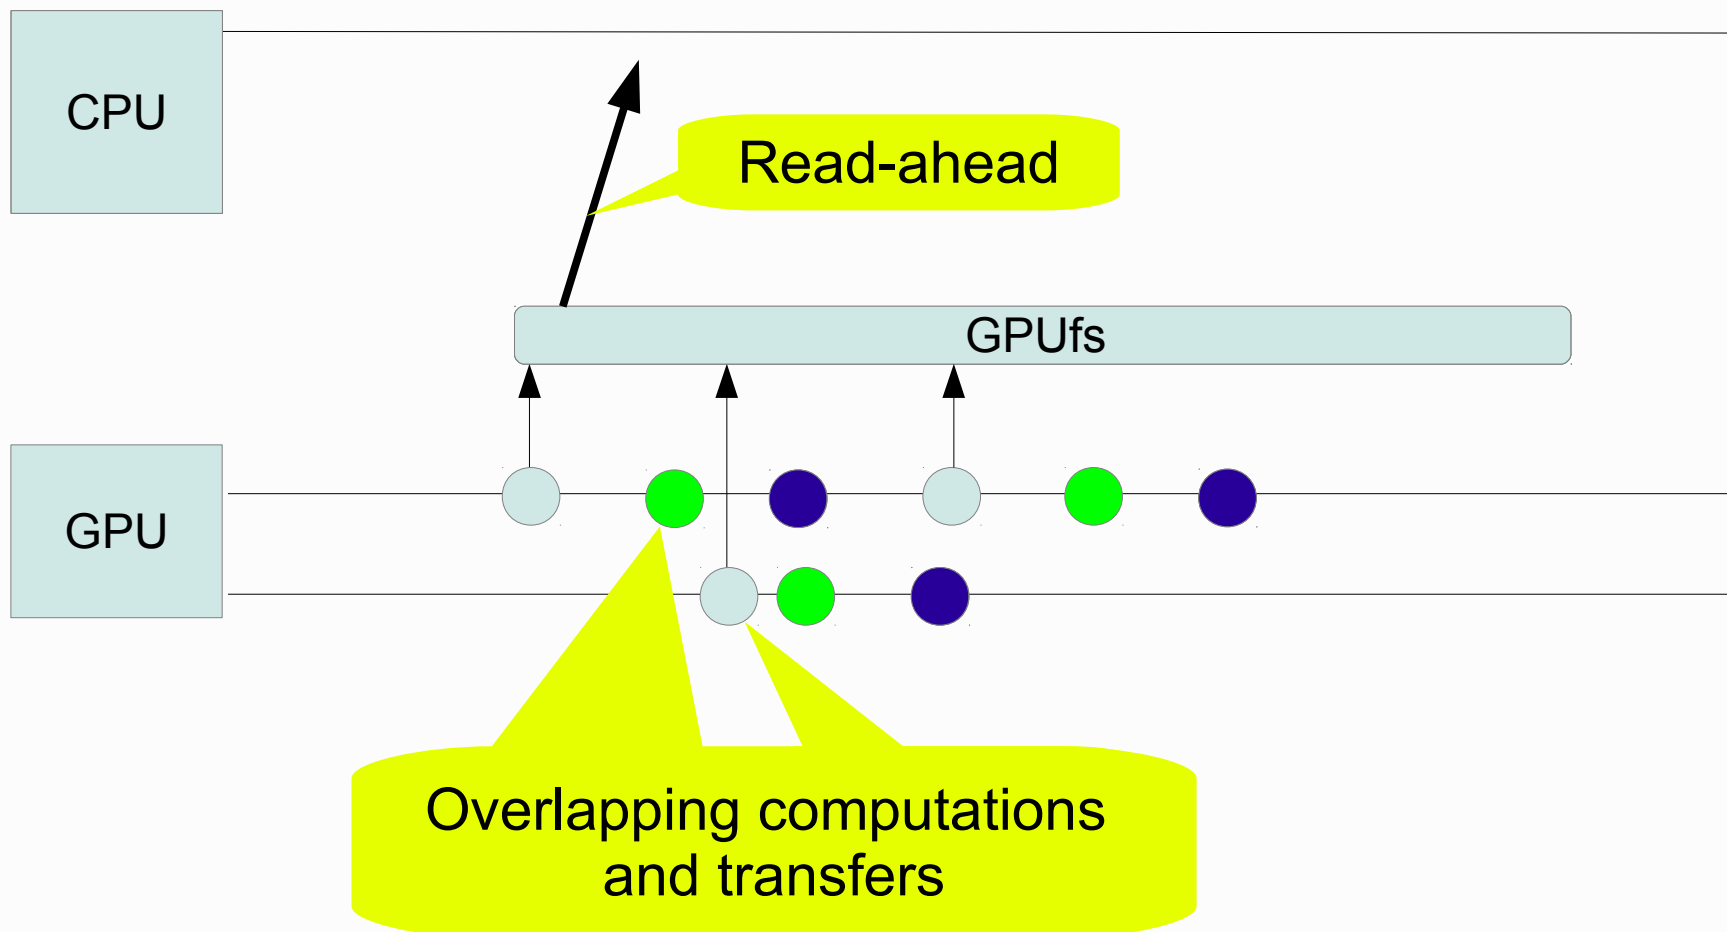 CPU
Read-ahead
GPUfs
GPU
Overlapping computations
and transfers